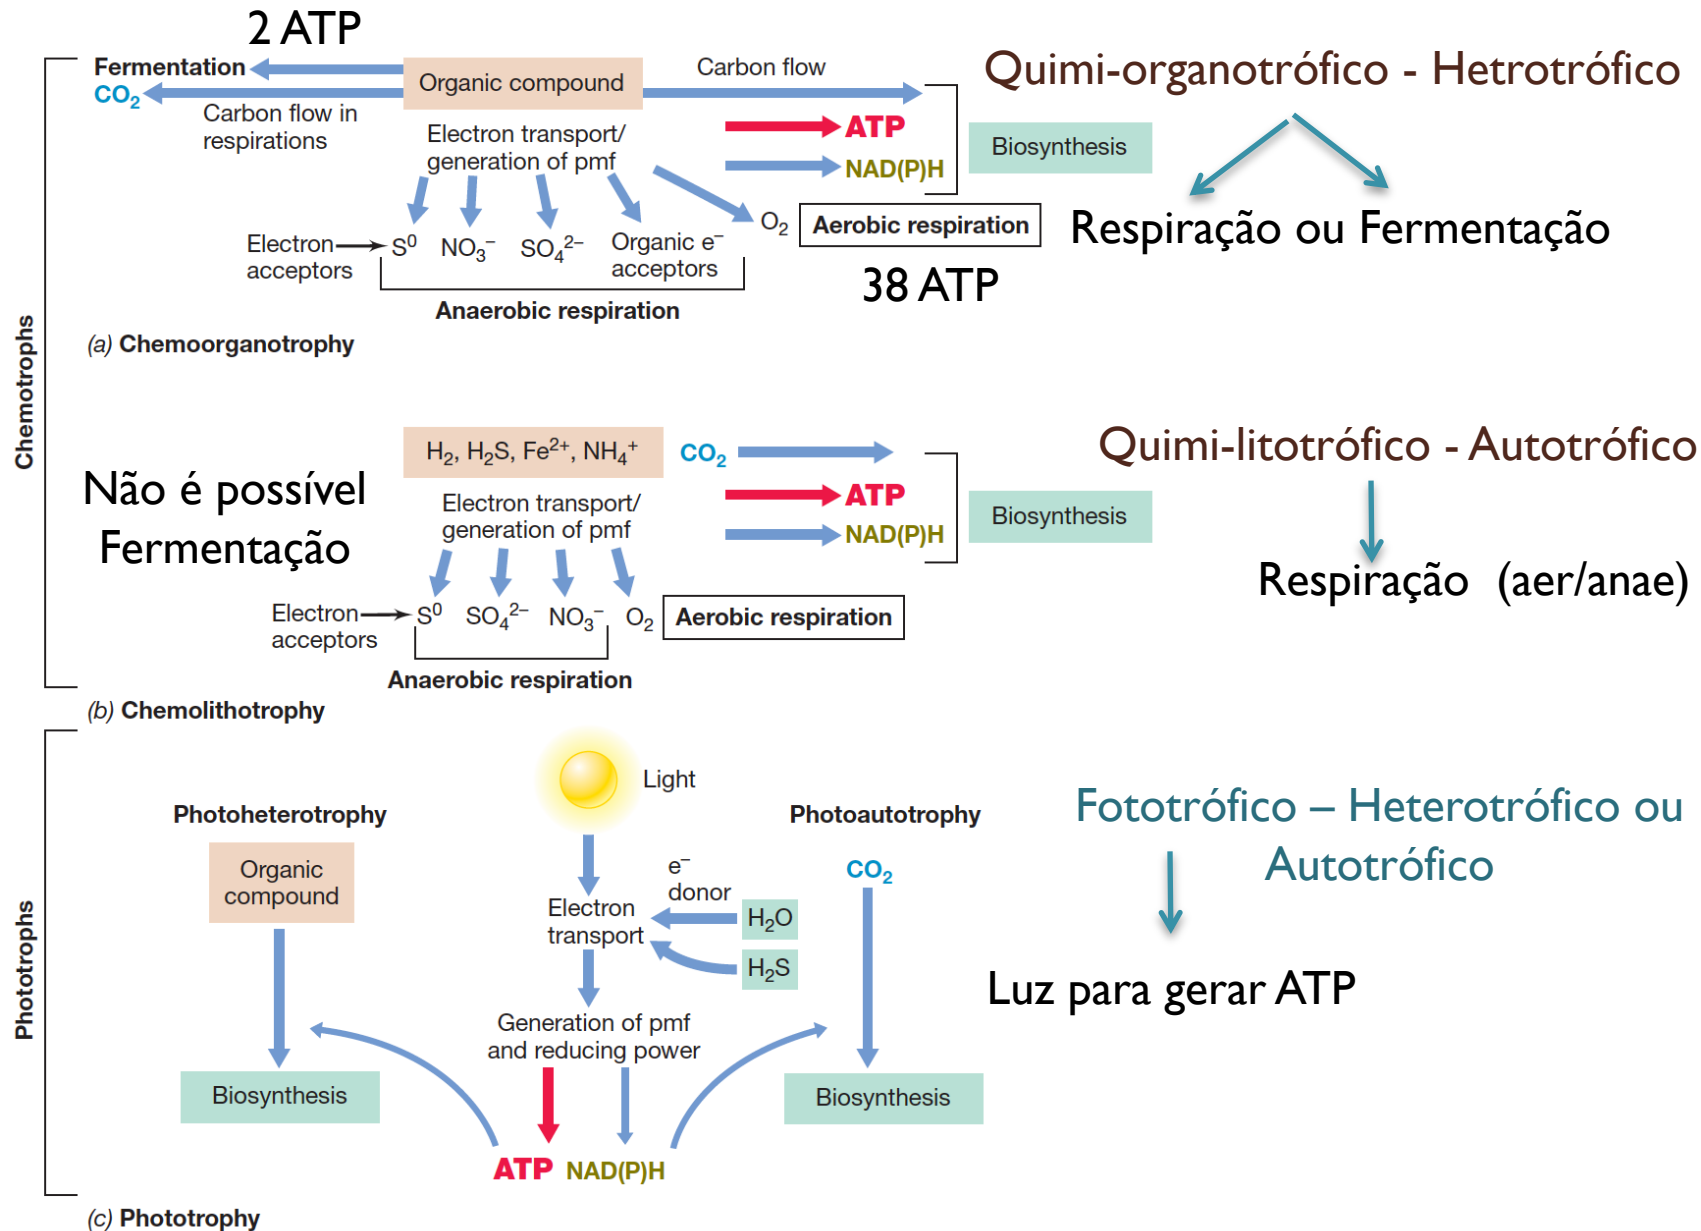 2 ATP
Fermentation
CO₂
Organic compound
Carbon flow
Carbon flow in
respirations
Electron transport/
generation of pmf
ATP
NAD(P)H
Biosynthesis
Quimi-organotrófico - Hetrotrófico
Respiração ou Fermentação
Electron
acceptors
S⁰
NO₃⁻
SO₄²⁻
Organic e⁻
acceptors
O₂
Aerobic respiration
38 ATP
Anaerobic respiration
(a) Chemoorganotrophy
Chemotrophs
H₂, H₂S, Fe²⁺, NH₄⁺
CO₂
Quimi-litotrófico - Autotrófico
Não é possível
Fermentação
Electron transport/
generation of pmf
ATP
NAD(P)H
Biosynthesis
Respiração (aer/anae)
Electron
acceptors
S⁰
SO₄²⁻
NO₃⁻
O₂
Aerobic respiration
Anaerobic respiration
(b) Chemolithotrophy
Phototrophs
Light
Photoheterotrophy
Photoautotrophy
Fototrófico – Heterotrófico ou
Autotrófico
Organic
compound
e⁻
donor
CO₂
Electron
transport
H₂O
H₂S
Luz para gerar ATP
Generation of pmf
and reducing power
Biosynthesis
Biosynthesis
ATP
NAD(P)H
(c) Phototrophy